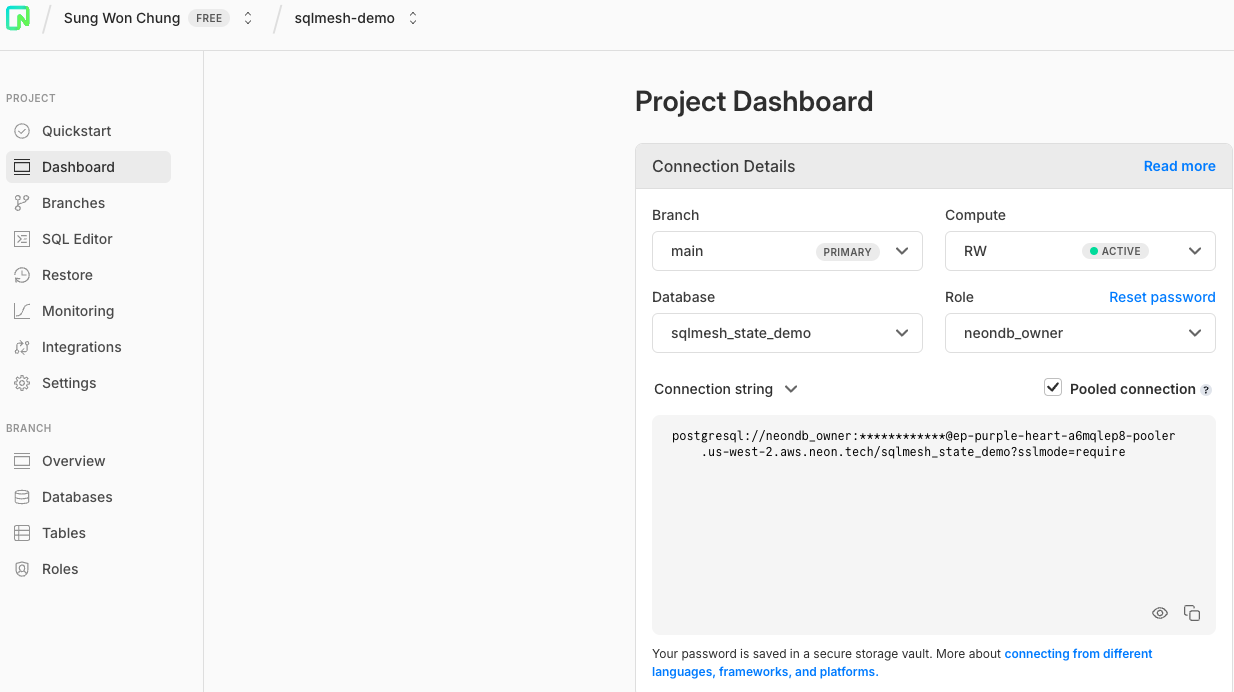 Sung Won Chung FREE sqlmesh-demo
PROJECT
Quickstart
Dashboard
Branches
SQL Editor
Restore
Monitoring
Integrations
Settings
BRANCH
Overview
Databases
Tables
Roles
Project Dashboard
Connection Details Read more
Branch Compute
main PRIMARY RW ACTIVE
Database Role Reset password
sqlmesh_state_demo neondb_owner
Connection string Pooled connection ?
postgresql://neondb_owner:************@ep-purple-heart-a6mqlep8-pooler
.us-west-2.aws.neon.tech/sqlmesh_state_demo?sslmode=require
Your password is saved in a secure storage vault. More about connecting from different
languages, frameworks, and platforms.